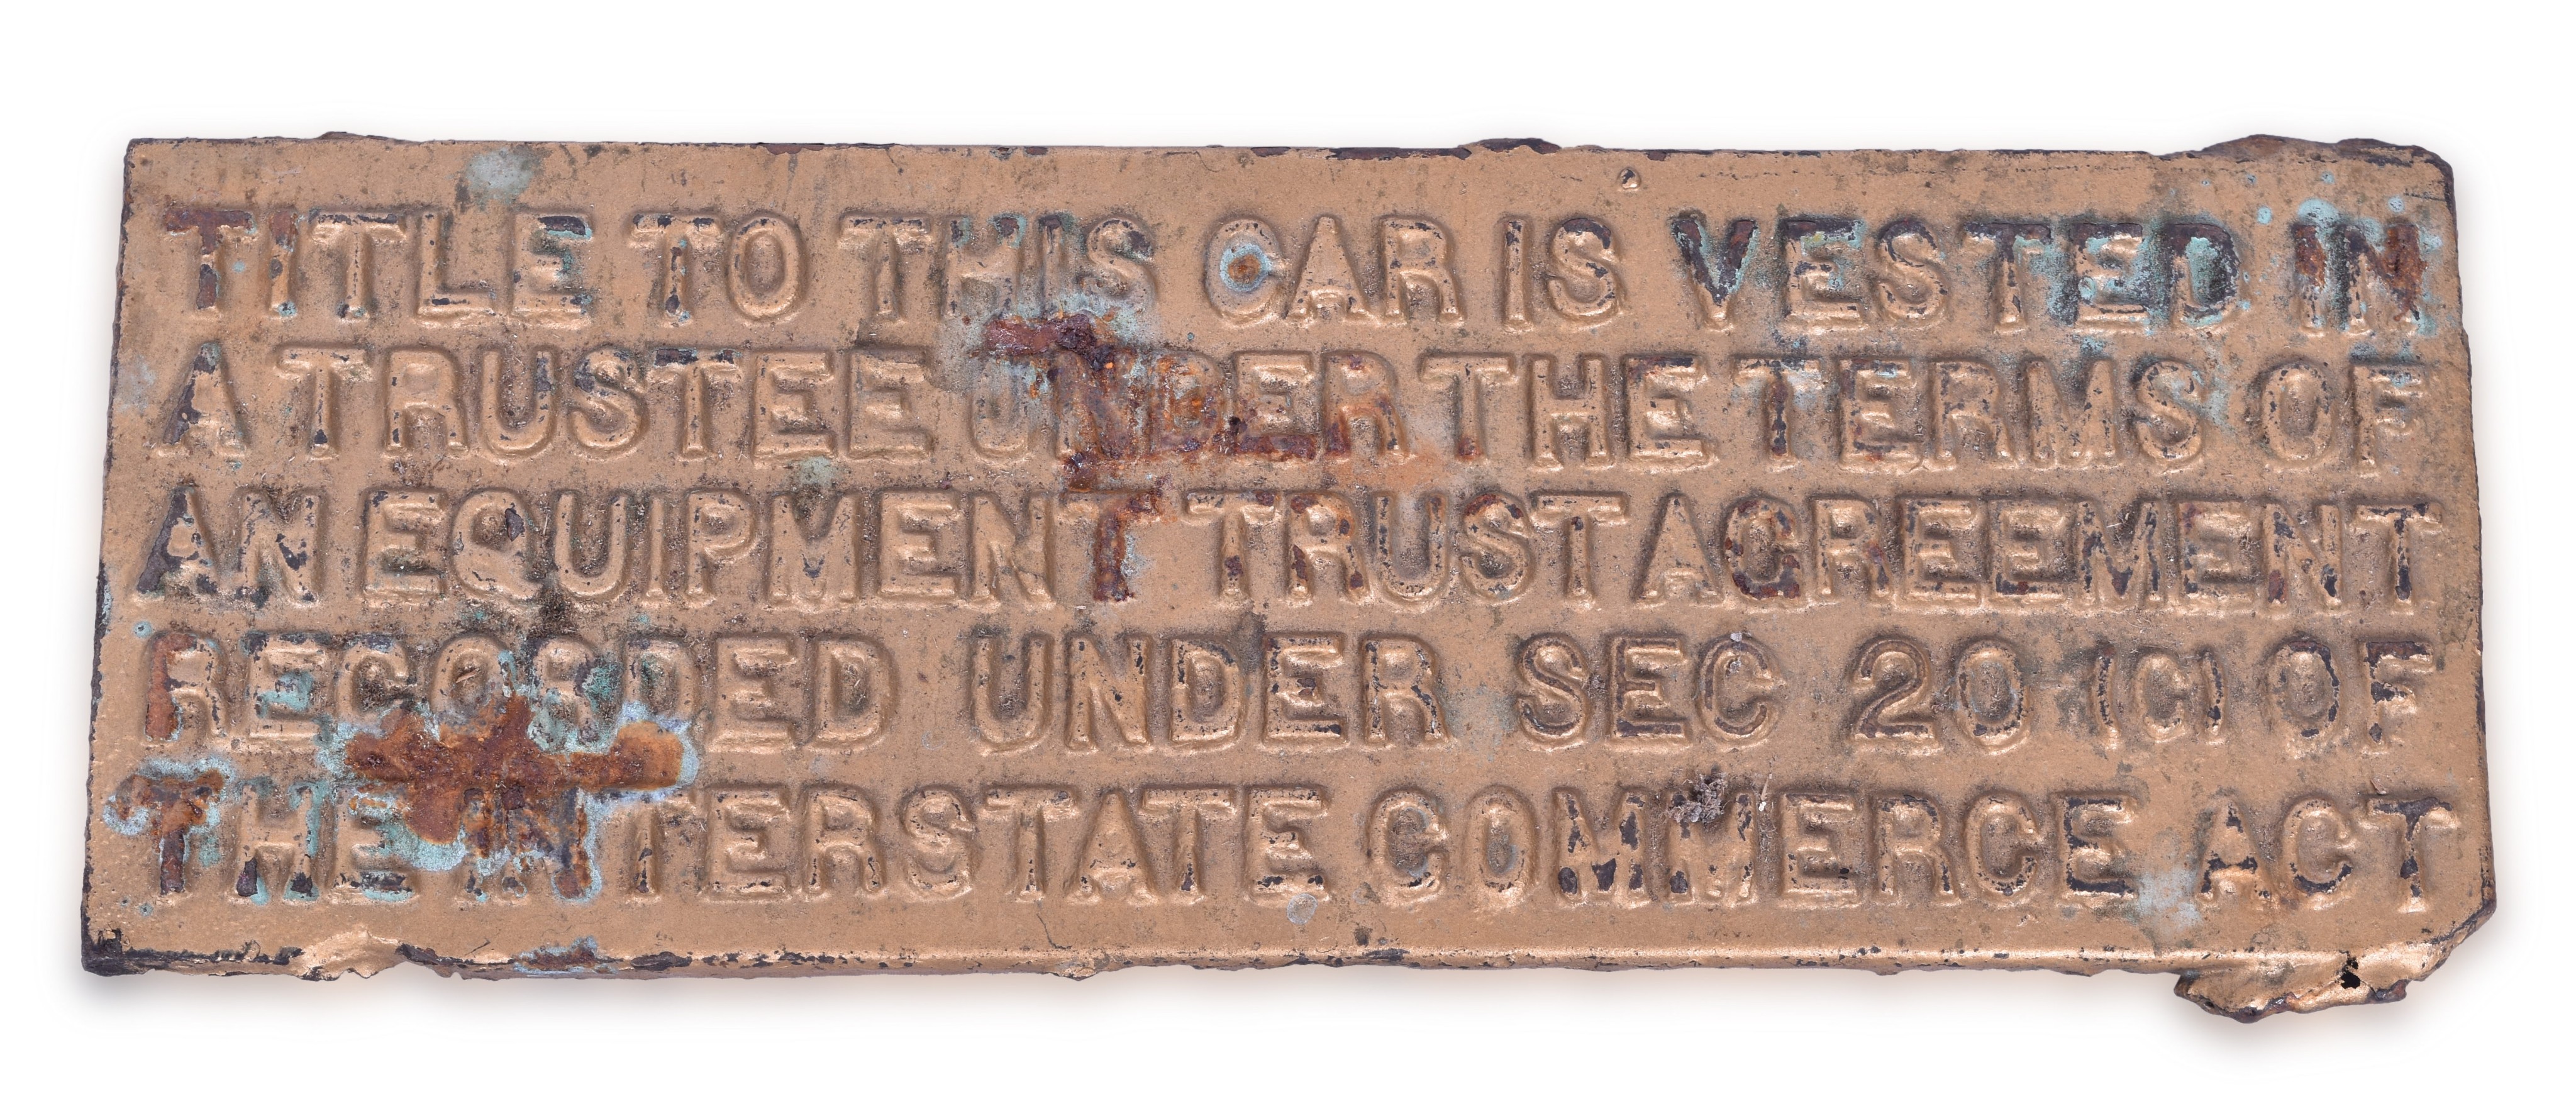 TITLE TO THIS CAR IS VESTED IN
A TRUSTEE UNDER THE TERMS OF
AN EQUIPMENT TRUST AGREEMENT
RECORDED UNDER SEC 20 (C) OF
THE INTERSTATE COMMERCE ACT